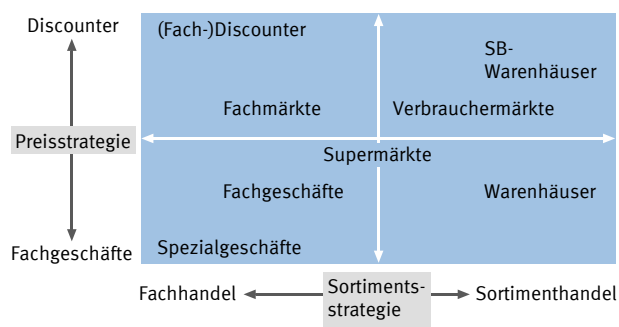 Discounter
(Fach-)Discounter
SB-
Warenhäuser
Fachmärkte
Verbrauchermärkte
Preisstrategie
Supermärkte
Fachgeschäfte
Warenhäuser
Fachgeschäfte
Spezialgeschäfte
Fachhandel
Sortiments-
strategie
Sortimenthandel